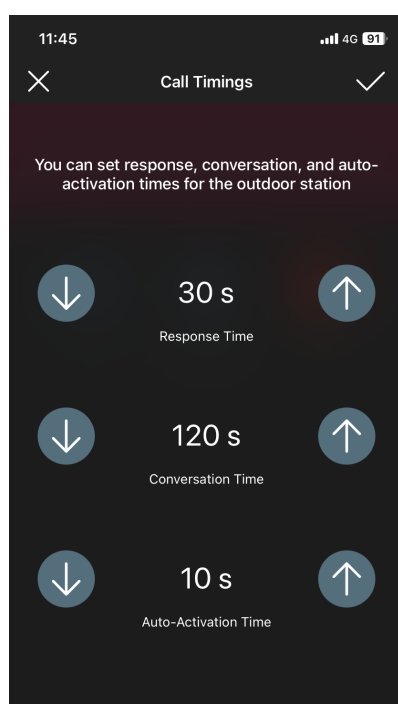 11:45
4G 91
Call Timings
You can set response, conversation, and auto-
activation times for the outdoor station
30 s
Response Time
120 s
Conversation Time
10 s
Auto-Activation Time